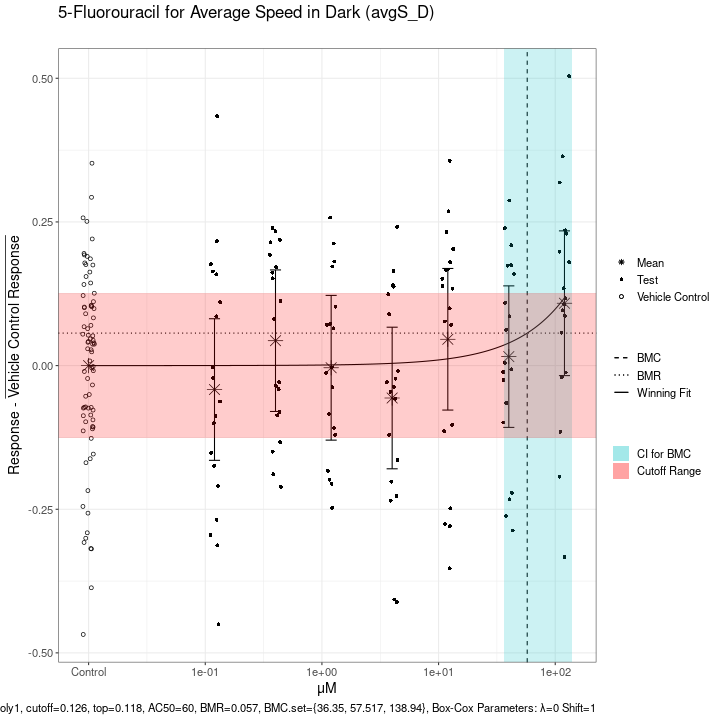 5-Fluorouracil for Average Speed in Dark (avgS_D)
Response - Vehicle Control Response
0.50
0.25
0.00
-0.25
-0.50
Control
1e-01
1e+00
1e+01
1e+02
µM
Mean
Test
Vehicle Control
BMC
BMR
Winning Fit
CI for BMC
Cutoff Range
oly1, cutoff=0.126, top=0.118, AC50=60, BMR=0.057, BMC.set={36.35, 57.517, 138.94}, Box-Cox Parameters: λ=0 Shift=1